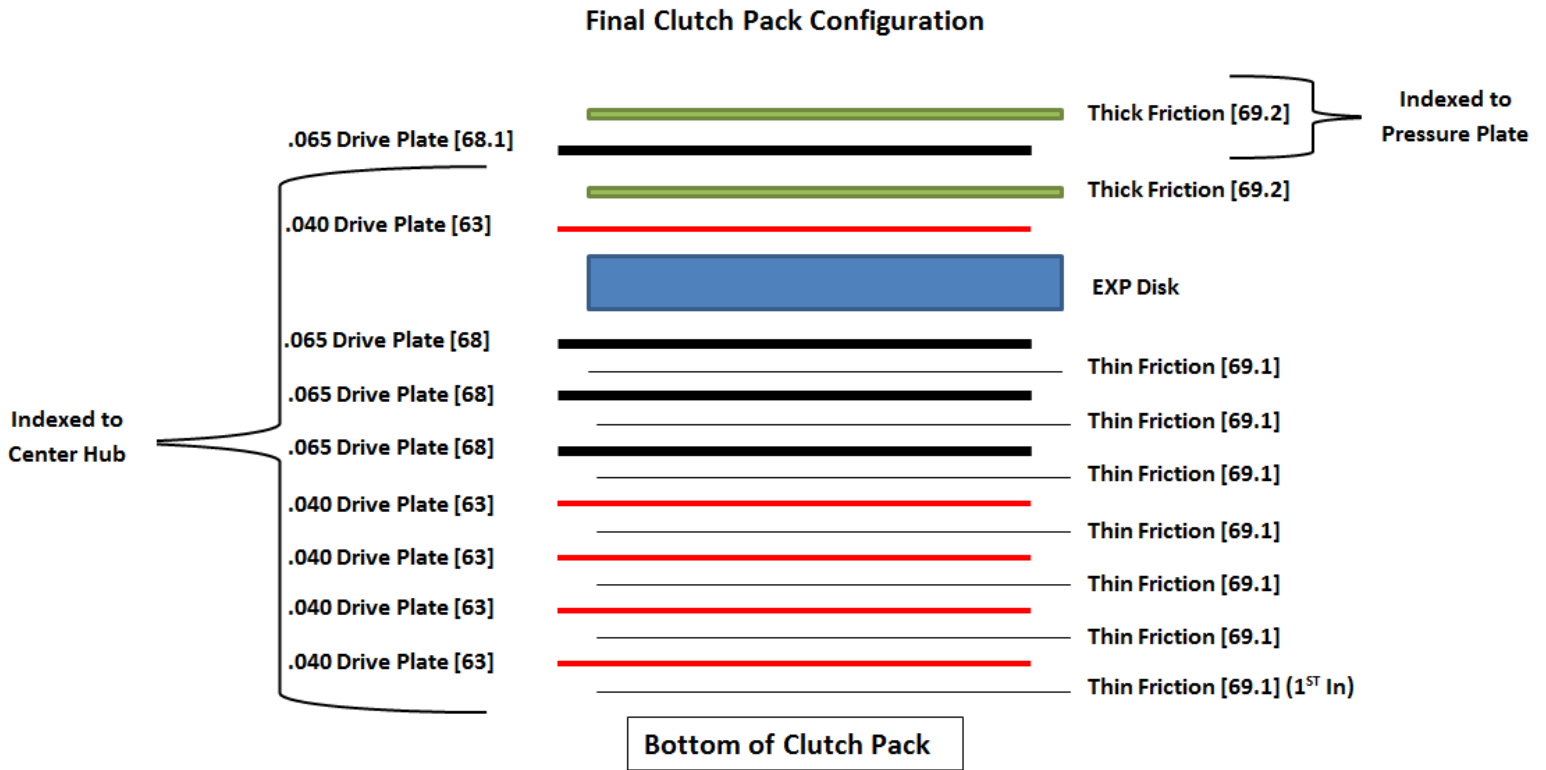 Final Clutch Pack Configuration
Thick Friction [69.2]
Indexed to
Pressure Plate
.065 Drive Plate [68.1]
Thick Friction [69.2]
.040 Drive Plate [63]
EXP Disk
.065 Drive Plate [68]
Thin Friction [69.1]
.065 Drive Plate [68]
Indexed to
Center Hub
Thin Friction [69.1]
.065 Drive Plate [68]
Thin Friction [69.1]
.040 Drive Plate [63]
Thin Friction [69.1]
.040 Drive Plate [63]
Thin Friction [69.1]
.040 Drive Plate [63]
Thin Friction [69.1]
.040 Drive Plate [63]
Thin Friction [69.1] (1ST In)
Bottom of Clutch Pack